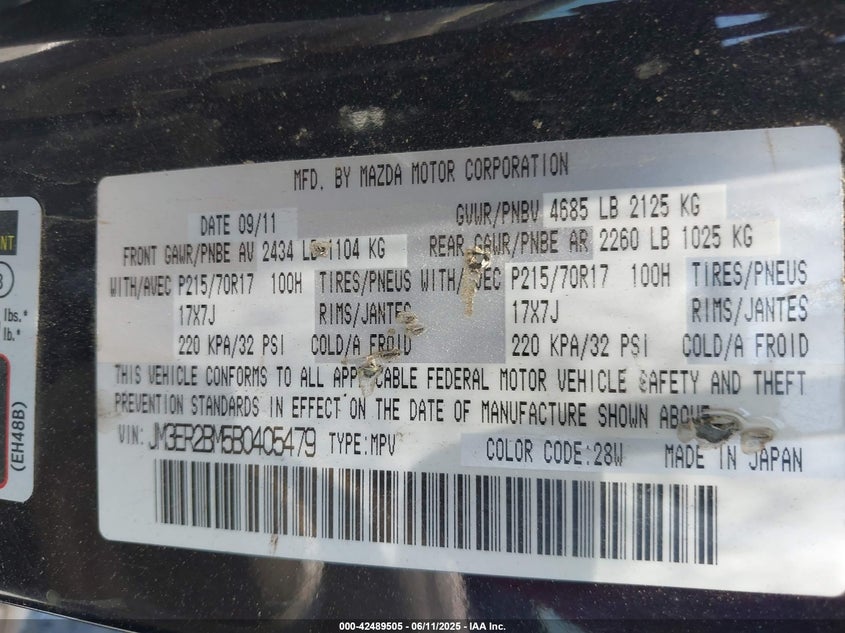 MFD. BY MAZDA MOTOR CORPORATION
DATE 09/11
GVWR/PNBV 4685 LB 2125 KG
FRONT GAWR/PNBE AV 2434 LB 1104 KG
REAR GAWR/PNBE AR 2260 LB 1025 KG
WITH/AVEC P215/70R17 100H TIRES/PNEUS WITH/AVEC P215/70R17 100H TIRES/PNEUS
17X7J RIMS/JANTES 17X7J RIMS/JANTES
220 KPA/32 PSI COLD/A FROID 220 KPA/32 PSI COLD/A FROID
THIS VEHICLE CONFORMS TO ALL APPLICABLE FEDERAL MOTOR VEHICLE SAFETY AND THEFT
PREVENTION STANDARDS IN EFFECT ON THE DATE OF MANUFACTURE SHOWN ABOVE
VIN: JM3ER2BM5B0405479 TYPE:MPV COLOR CODE:28W MADE IN JAPAN
lbs.*
lb.*
(EH48B)
000-42489505 - 06/11/2025 - IAA Inc.